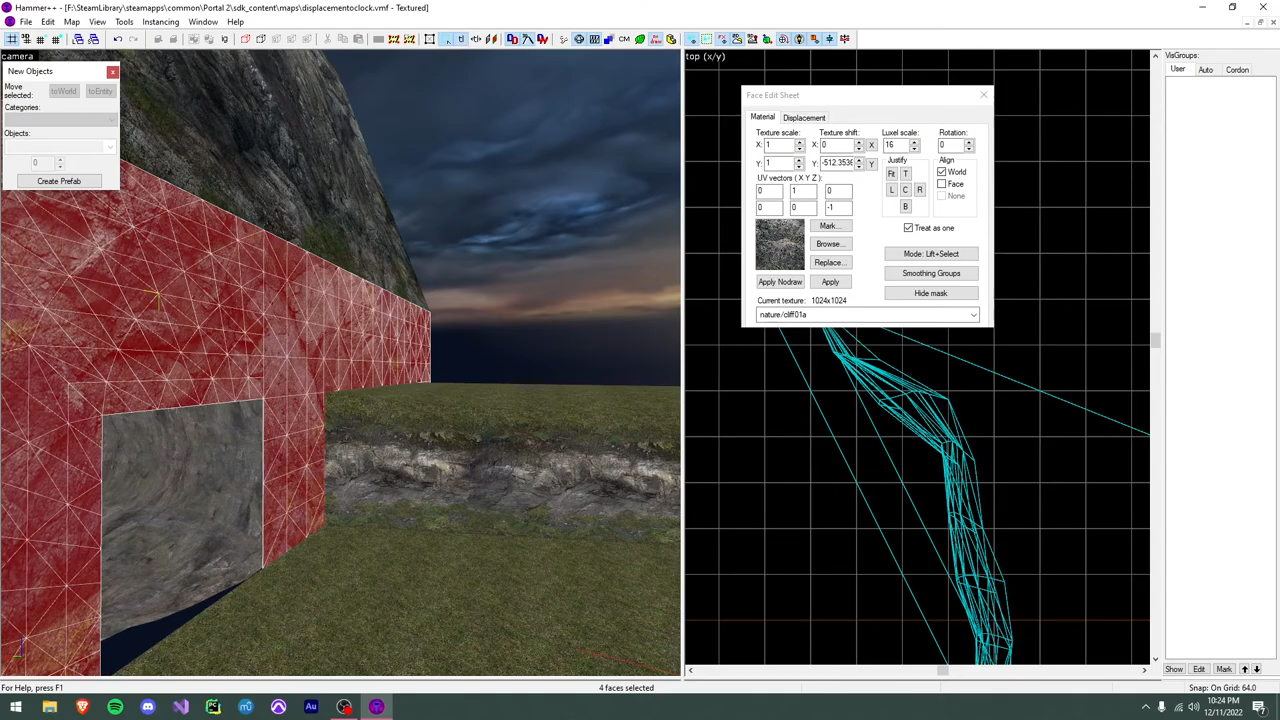 Hammer++ - [F:\SteamLibrary\steamapps\common\Portal 2\sdk_content\maps\displacementoclock.vmf - Textured]
File Edit Map View Tools Instancing Window Help
camera
New Objects
Move selected:
toWorld toEntity
Categories:
Objects:
0
Create Prefab
top (x/y)
Face Edit Sheet
Material Displacement
Texture scale: Texture shift: Luxel scale: Rotation:
X: 1 X: 0 X 16 0
Y: 1 Y: -512.3536 Y
Justify Align
Fit T World
L C R Face
B None
UV vectors ( X Y Z ):
0 1 0
0 0 -1
Treat as one
Mark...
Browse...
Replace...
Apply Nodraw Apply
Mode: Lift+Select
Smoothing Groups
Hide mask
Current texture: 1024x1024
nature/cliff01a
VisGroups:
User Auto Cordon
Show Edit Mark
For Help, press F1
4 faces selected
Snap: On Grid: 64.0
10:24 PM
12/11/2022